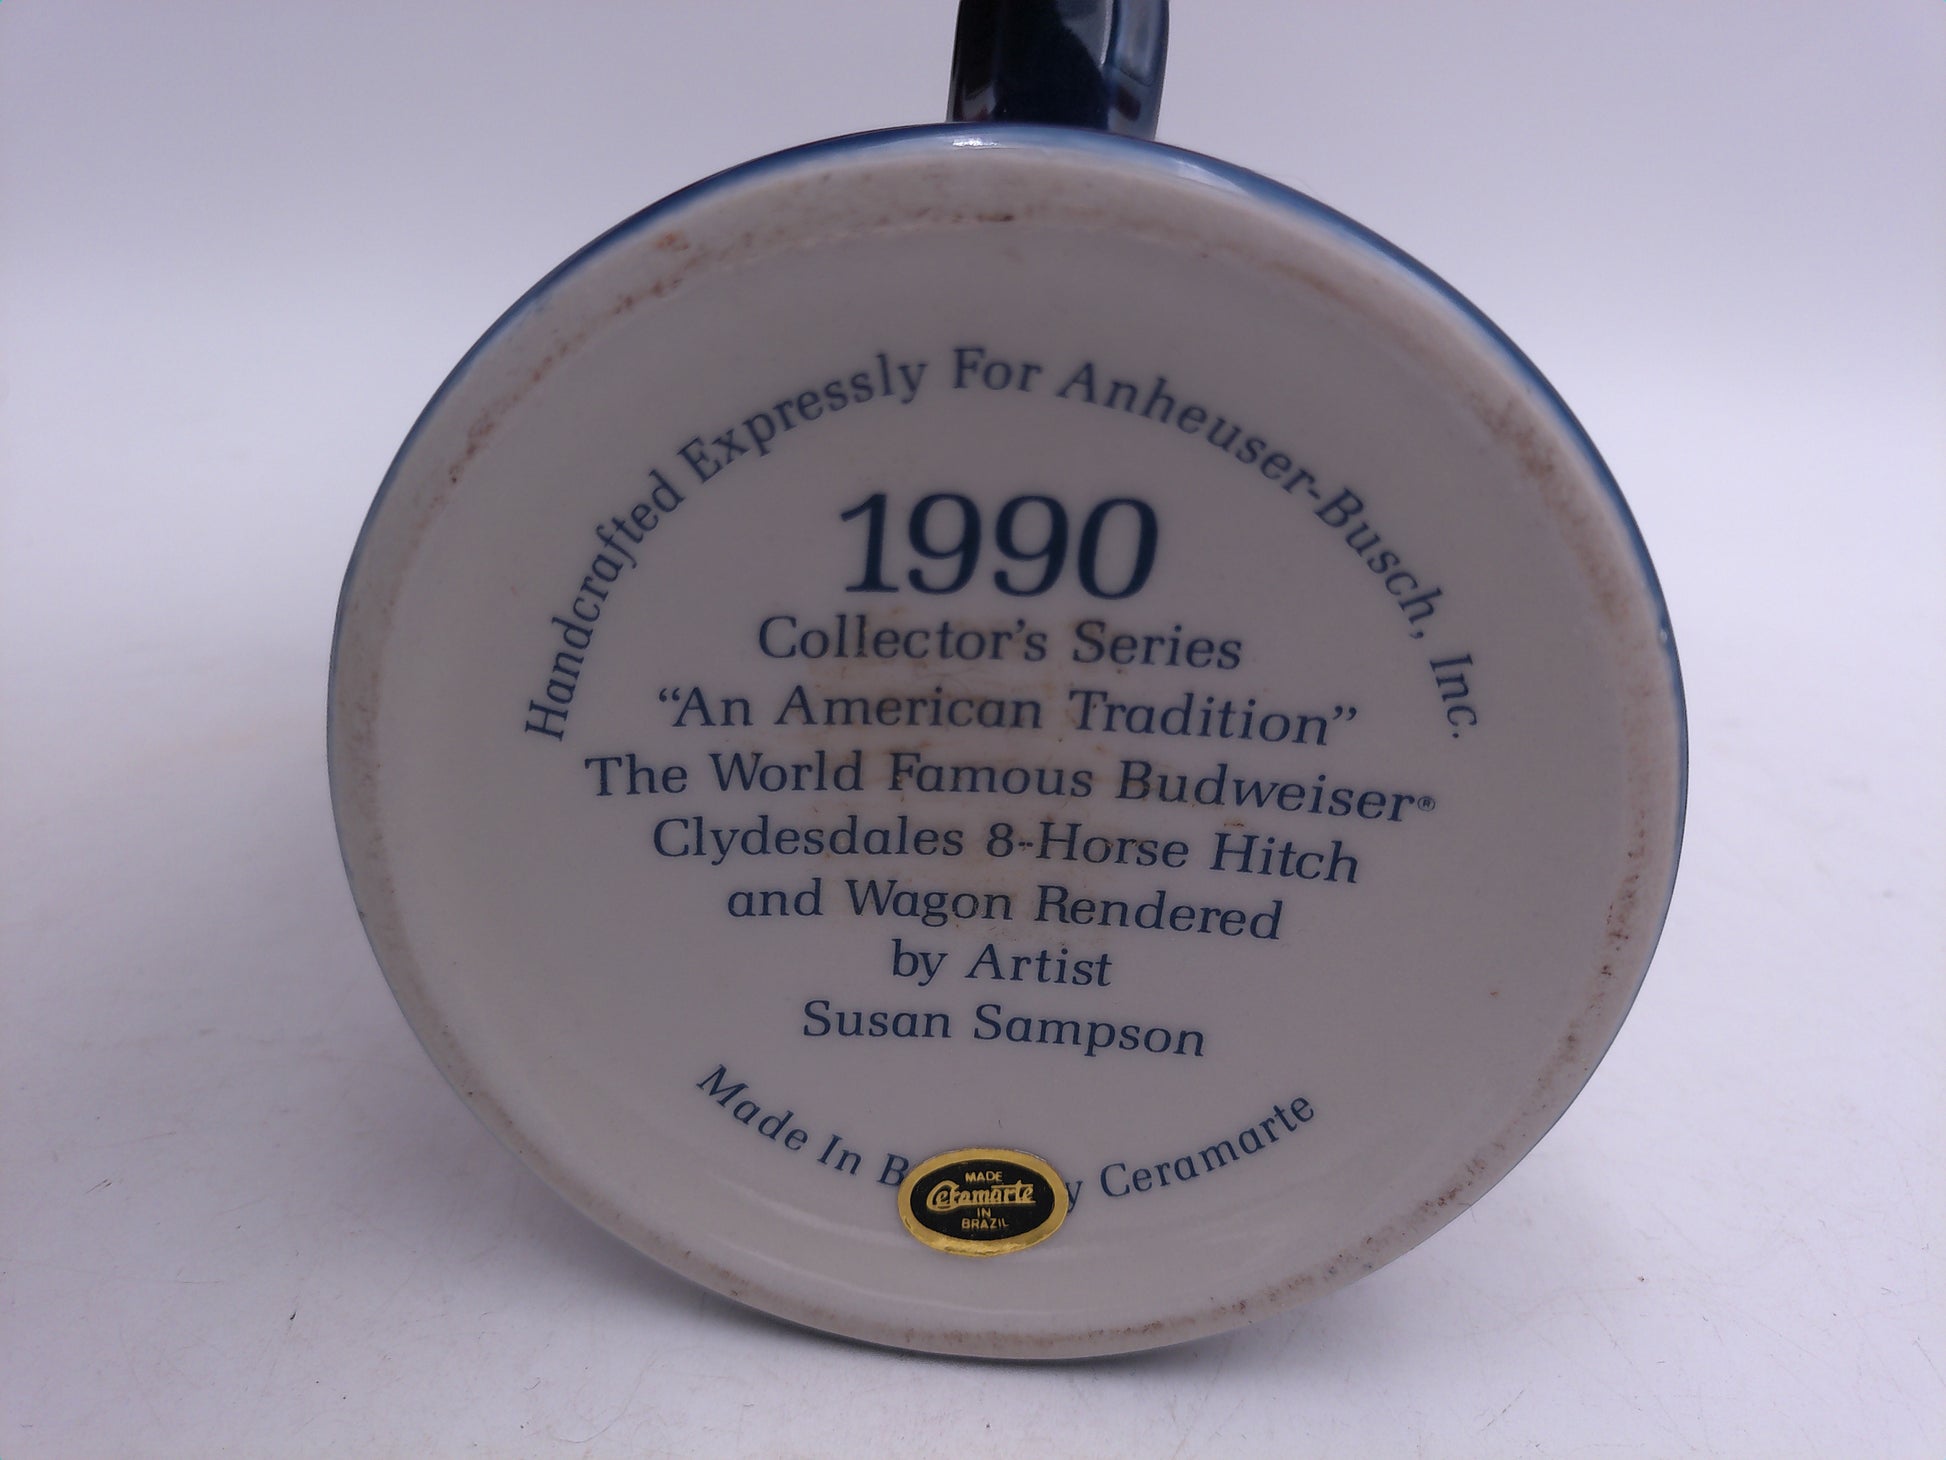 Handcrafted Expressly For Anheuser-Busch, Inc.
1990
Collector's Series
“An American Tradition”
The World Famous Budweiser®
Clydesdales 8-Horse Hitch
and Wagon Rendered
by Artist
Susan Sampson
Made In Ceramarte
MADE
Ceramarte
IN
BRAZIL